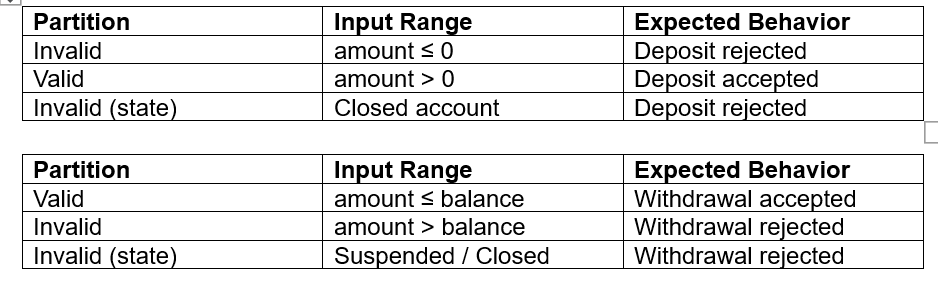 Partition Input Range Expected Behavior
Invalid amount ≤ 0 Deposit rejected
Valid amount > 0 Deposit accepted
Invalid (state) Closed account Deposit rejected
Partition Input Range Expected Behavior
Valid amount ≤ balance Withdrawal accepted
Invalid amount > balance Withdrawal rejected
Invalid (state) Suspended / Closed Withdrawal rejected